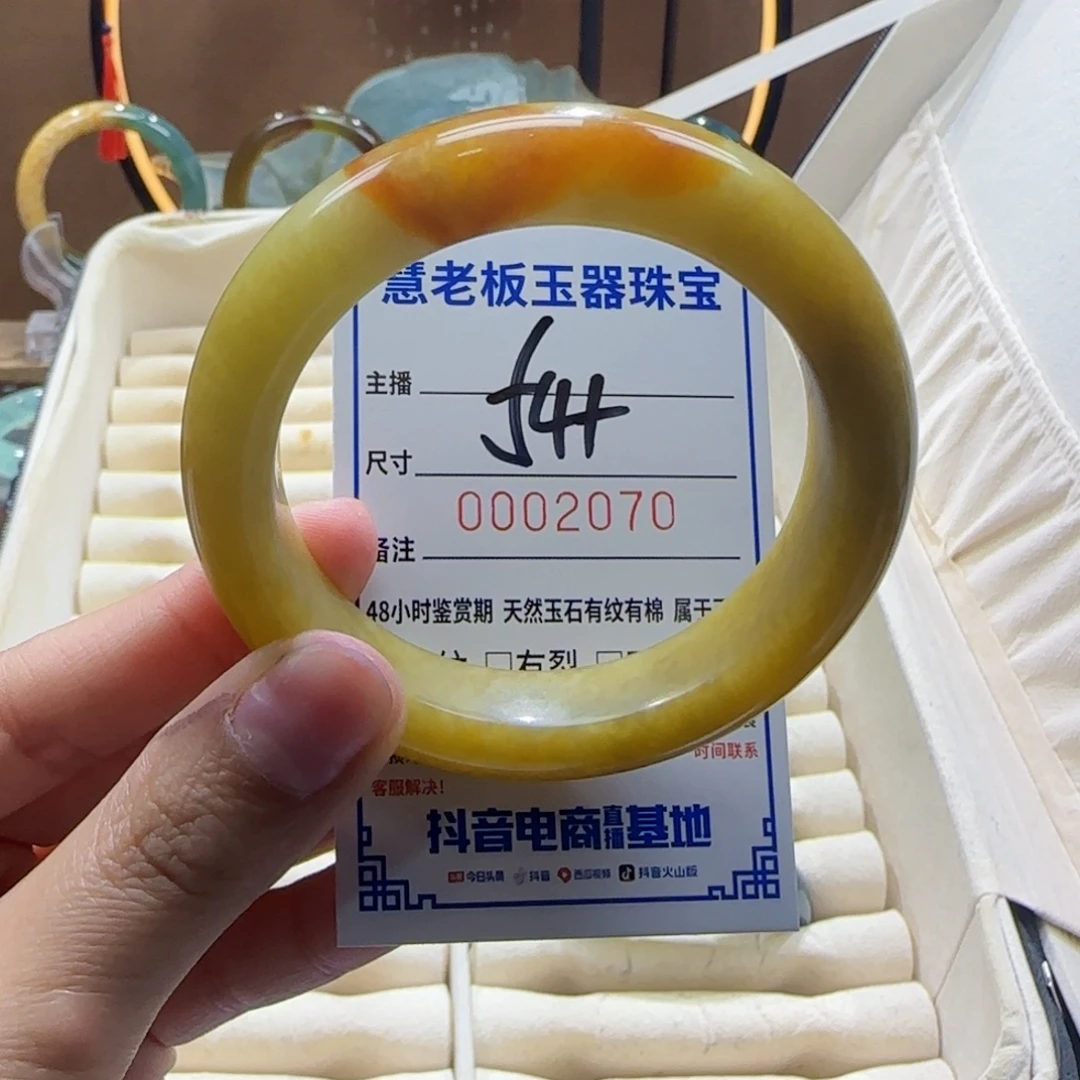 慧老板玉器珠宝
主播
54H
尺寸
0002070
备注
48小时鉴赏期 天然玉石有纹有棉 属于
□有裂
时间联系
客服解决!
抖音电商直播基地
今日头条 抖音 西瓜视频 抖音火山版